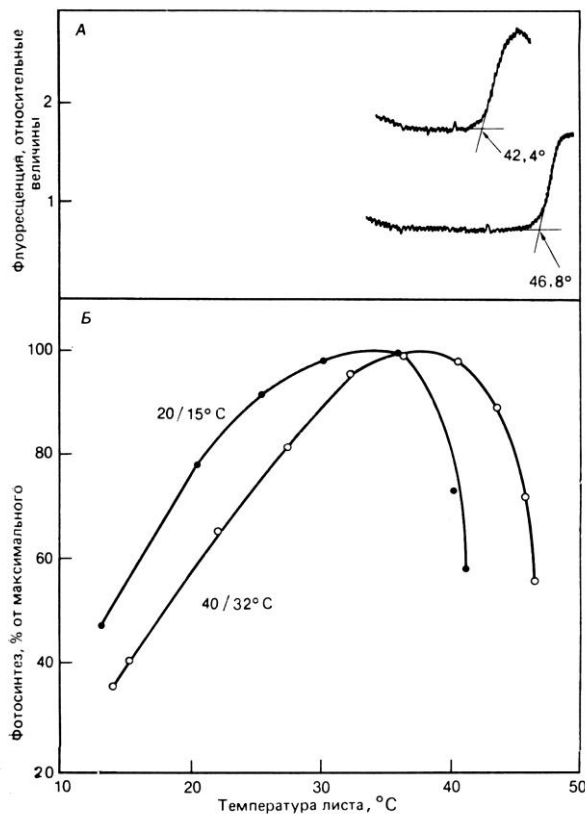 А
Флуоресценция, относительные
величины
2
1
42,4°
46,8°
Б
Фотосинтез, % от максимального
100
80
60
40
20
20/15°C
40/32°C
10
20
30
40
50
Температура листа, °C